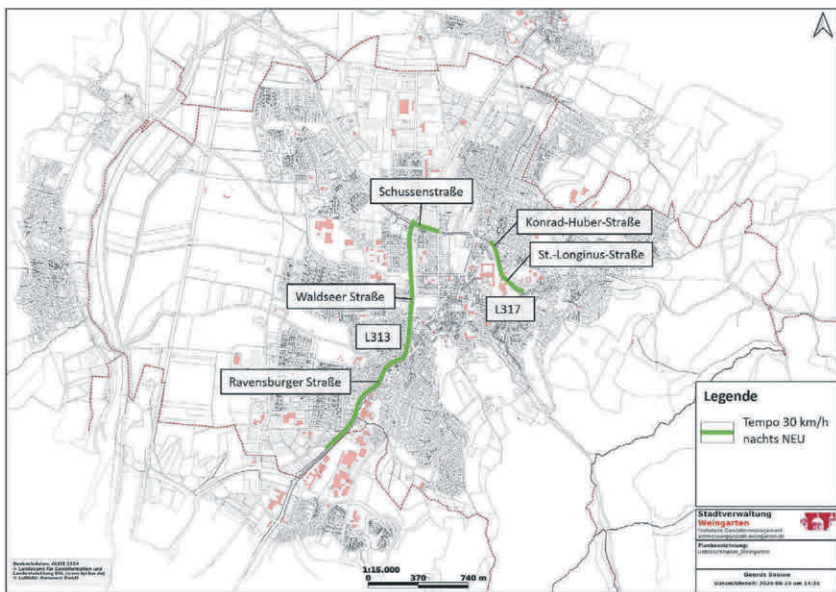 Schussenstraße
Konrad-Huber-Straße
St.-Longinus-Straße
Waldseer Straße
L317
L313
Ravensburger Straße
Legende
Tempo 30 km/h
nachts NEU
Stadtverwaltung
Weingarten
Planbezeichnung:
1:15.000
0 370 740 m